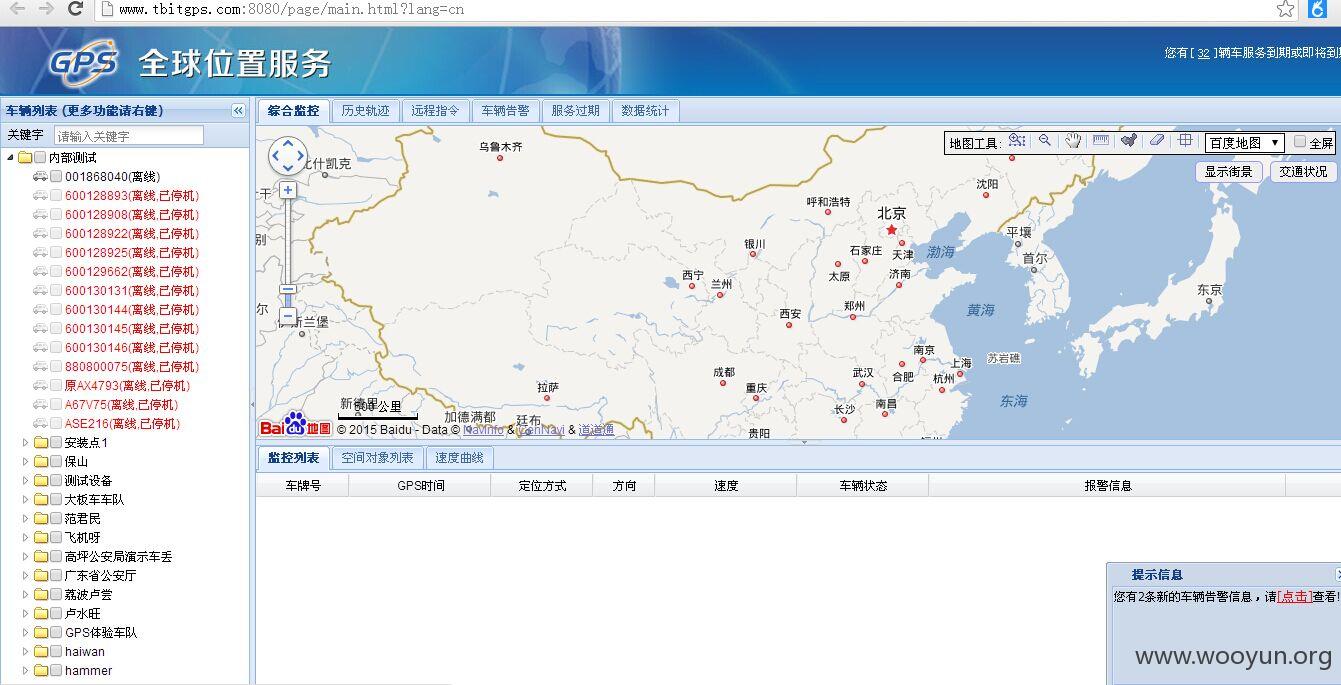 www.tbitgps.com:8080/page/main.html?lang=cn
GPS 全球位置服务
您有[ 32 ]辆车服务到期或即将到
车辆列表 (更多功能请右键)
综合监控 历史轨迹 远程指令 车辆告警 服务过期 数据统计
关键字 请输入关键字
地图工具: 百度地图 全屏
显示街景 交通状况
内部测试
001868040(离线)
600128893(离线,已停机)
600128908(离线,已停机)
600128922(离线,已停机)
600128925(离线,已停机)
600129662(离线,已停机)
600130131(离线,已停机)
600130144(离线,已停机)
600130145(离线,已停机)
600130146(离线,已停机)
880800075(离线,已停机)
原AX4793(离线,已停机)
A67V75(离线,已停机)
ASE216(离线,已停机)
安装点1
保山
测试设备
大板车车队
范君民
飞机呀
高坪公安局演示车丢
广东省公安厅
荔波卢尝
卢水旺
GPS体验车队
haiwan
hammer
乌鲁木齐
比什凯克
沈阳
呼和浩特
北京
平壤
银川
石家庄
天津
渤海
首尔
太原
济南
西宁
兰州
东京
郑州
黄海
西安
伊斯兰堡
南京
上海
苏岩礁
成都
武汉
合肥
杭州
拉萨
重庆
东海
新德里
500 公里
长沙
南昌
加德满都
廷布
贵阳
Bai du 地图
© 2015 Baidu - Data © NavInfo & CenNavi & 道道通
监控列表 空间对象列表 速度曲线
车牌号 GPS时间 定位方式 方向 速度 车辆状态 报警信息
提示信息
您有2条新的车辆告警信息，请[点击]查看!
www.wooyun.org